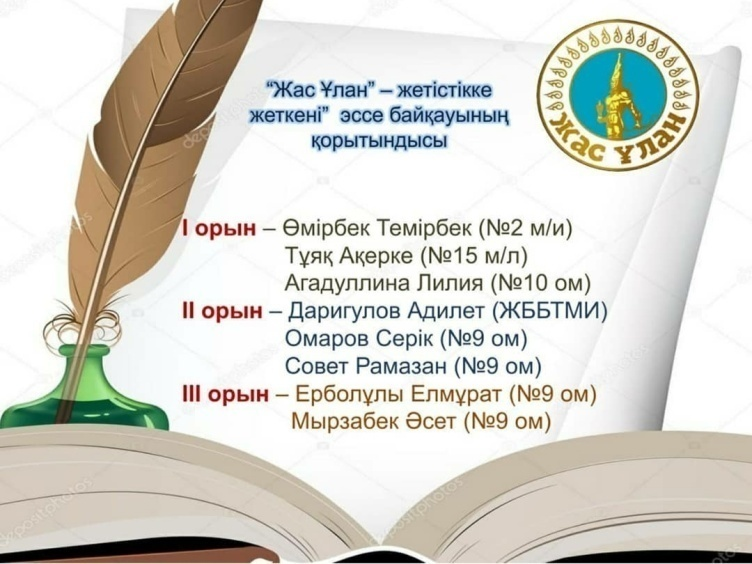 “Жас Ұлан” – жетістікке
жеткені” эссе байқауының
қорытындысы
Жас Ұлан
I орын – Өмірбек Темірбек (№2 м/и)
Тұяқ Ақерке (№15 м/л)
Агадуллина Лилия (№10 ом)
II орын – Даригулов Адилет (ЖББТМИ)
Омаров Серік (№9 ом)
Совет Рамазан (№9 ом)
III орын – Ерболұлы Елмұрат (№9 ом)
Мырзабек Әсет (№9 ом)
depositphotos